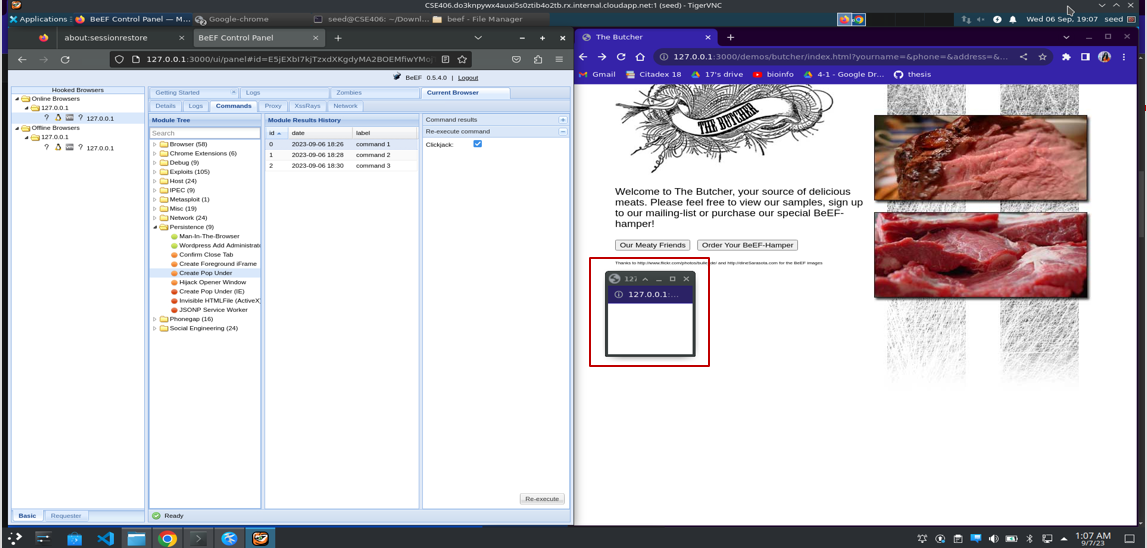 CSE406.do3knpywx4auxi5s0ztib4o2tb.rx.internal.cloudapp.net:1 (seed) - TigerVNC
Applications
BeEF Control Panel — M...
Google-chrome
seed@CSE406: ~/Downl...
beef - File Manager
Wed 06 Sep, 19:07 seed
about:sessionrestore
BeEF Control Panel
127.0.0.1:3000/ui/panel#id=E5jEXbI7kjTzxdXKgdyMA2BOEMfiwYMo
BeEF 0.5.4.0 | Logout
Hooked Browsers
Online Browsers
127.0.0.1
? ? 127.0.0.1
Offline Browsers
127.0.0.1
? ? 127.0.0.1
Basic
Requester
Getting Started
Logs
Zombies
Current Browser
Details
Logs
Commands
Proxy
XssRays
Network
Module Tree
Search
Browser (58)
Chrome Extensions (6)
Debug (9)
Exploits (105)
Host (24)
IPEC (9)
Metasploit (1)
Misc (19)
Network (24)
Persistence (9)
Man-In-The-Browser
Wordpress Add Administrati
Confirm Close Tab
Create Foreground iFrame
Create Pop Under
Hijack Opener Window
Create Pop Under (IE)
Invisible HTMLFile (ActiveX
JSONP Service Worker
Phonegap (16)
Social Engineering (24)
Module Results History
id date label
0 2023-09-06 18:26 command 1
1 2023-09-06 18:28 command 2
2 2023-09-06 18:30 command 3
Command results
Re-execute command
Clickjack:
Re-execute
Ready
The Butcher
127.0.0.1:3000/demos/butcher/index.html?yourname=&phone=&address=&...
Gmail
Citadex 18
17's drive
bioinfo
4-1 - Google Dr...
thesis
THE BUTCHER
Welcome to The Butcher, your source of delicious
meats. Please feel free to view our samples, sign up
to our mailing-list or purchase our special BeEF-
hamper!
Our Meaty Friends
Order Your BeEF-Hamper
Thanks to and http://dineSarasota.com for the BeEF images
127
127.0.0.1:...
1:07 AM
9/7/23